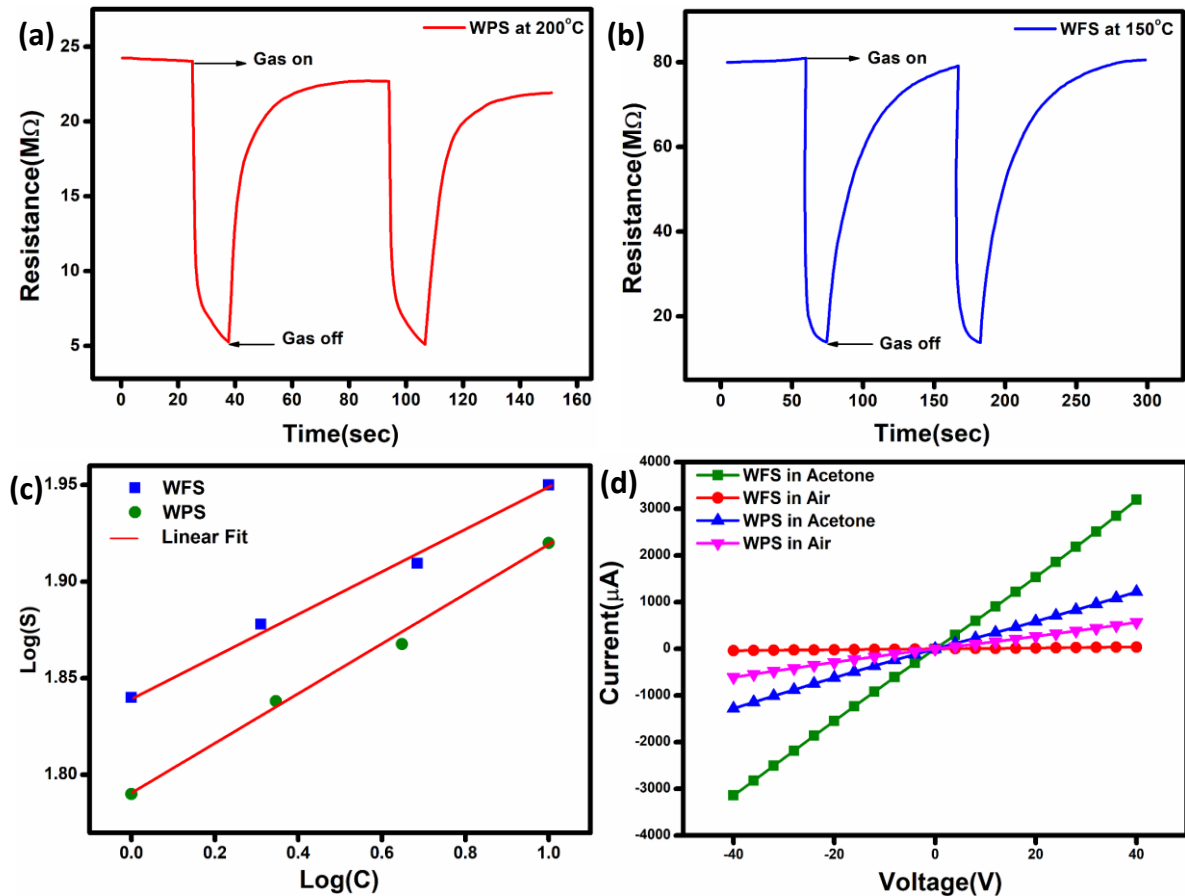 (a)
WPS at 200°C
Gas on
Gas off
25
20
15
10
5
Resistance(MΩ)
0 20 40 60 80 100 120 140 160
Time(sec)
(b)
WFS at 150°C
Gas on
Gas off
80
60
40
20
Resistance(MΩ)
0 50 100 150 200 250 300
Time(sec)
(c)
WFS
WPS
Linear Fit
1.95
1.90
1.85
1.80
Log(S)
0.0 0.2 0.4 0.6 0.8 1.0
Log(C)
(d)
WFS in Acetone
WFS in Air
WPS in Acetone
WPS in Air
4000
3000
2000
1000
0
-1000
-2000
-3000
-4000
Current(μA)
-40 -20 0 20 40
Voltage(V)